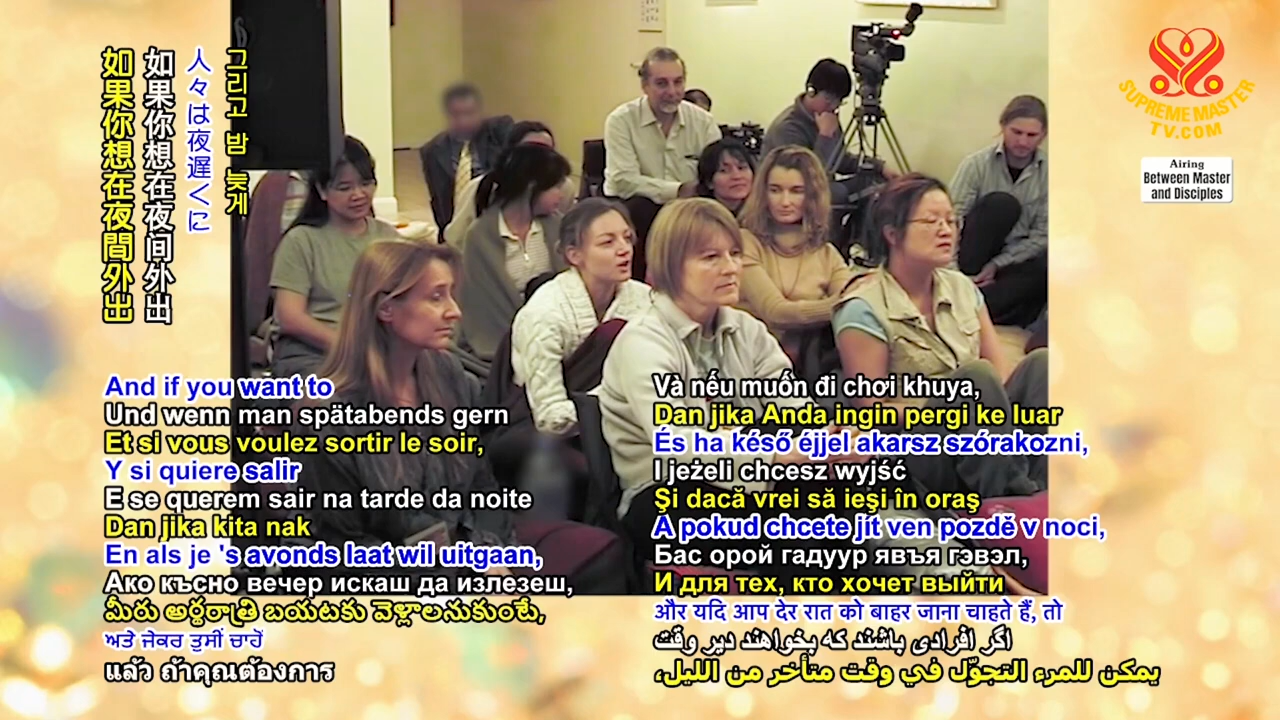 如果你想在夜間外出
如果你想在夜间外出
人々は夜遅くに
그리고 밤 늦게
SUPREME MASTER
TV.COM
Airing
Between Master
and Disciples
And if you want to
Und wenn man spätabends gern
Et si vous voulez sortir le soir,
Y si quiere salir
E se querem sair na tarde da noite
Dan jika kita nak
En als je 's avonds laat wil uitgaan,
Ако късно вечер искаш да излезеш,
మీరు అర్ధరాత్రి బయటకు వెళ్లాలనుకుంటే,
ਅਤੇ ਜੇਕਰ ਤੁਸੀਂ ਚਾਹੋਂ
แล้ว ถ้าคุณต้องการ
Và nếu muốn đi chơi khuya,
Dan jika Anda ingin pergi ke luar
És ha késő éjjel akarsz szórakozni,
I jeżeli chcesz wyjść
Şi dacă vrei să ieşi în oraş
A pokud chcete jít ven pozdě v noci,
Бас орой гадуур явъя гэвэл,
И для тех, кто хочет выйти
और यदि आप देर रात को बाहर जाना चाहते हैं, तो
اگر افرادی باشند که بخواهند دیر وقت
يمكن للمرء التجوّل في وقت متأخر من الليل،